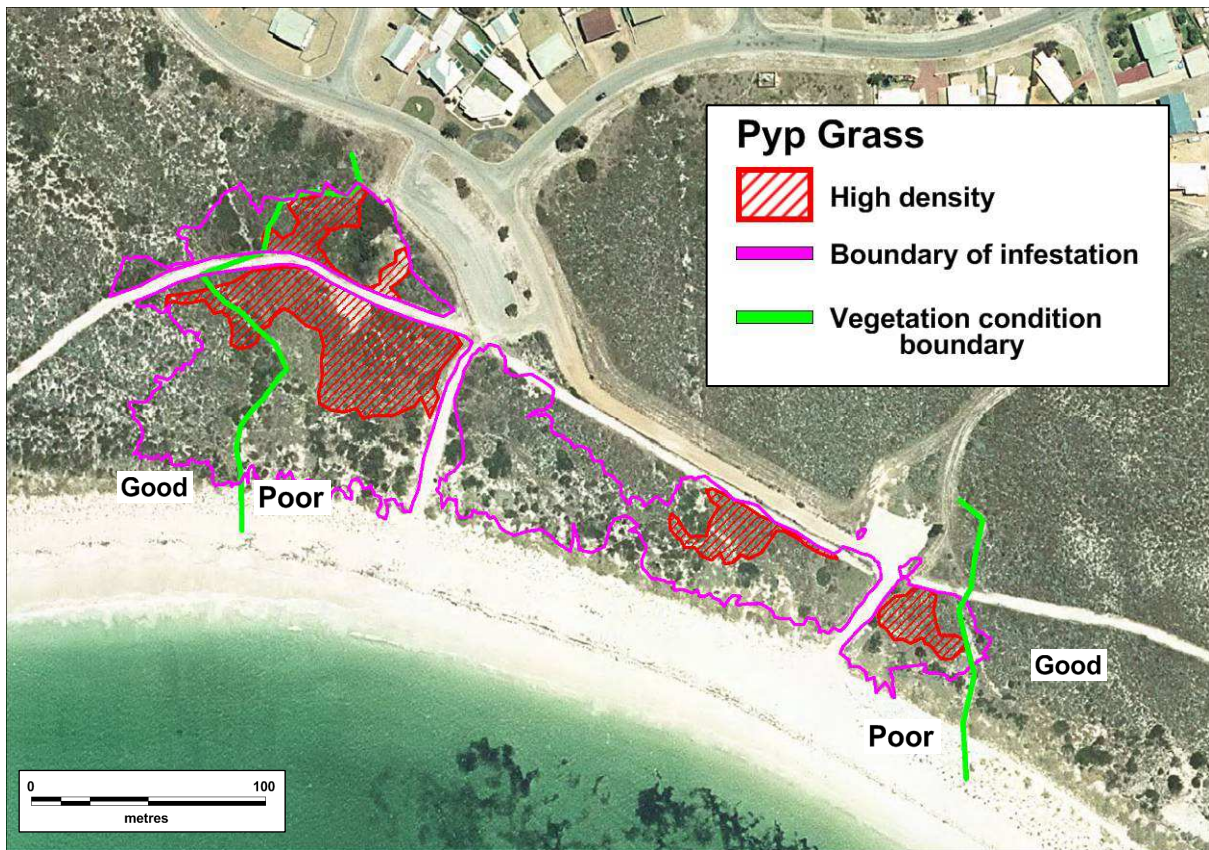 Pyp Grass
High density
Boundary of infestation
Vegetation condition
boundary
Good
Poor
Good
Poor
0 100
metres